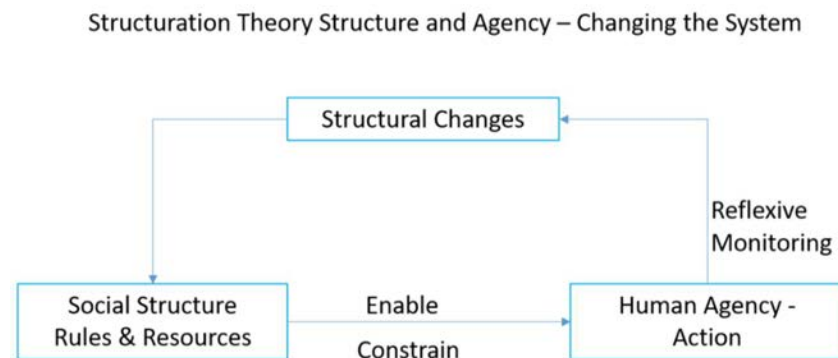 Structuration Theory Structure and Agency – Changing the System
Structural Changes
Reflexive
Monitoring
Social Structure
Rules & Resources
Enable
Constrain
Human Agency -
Action